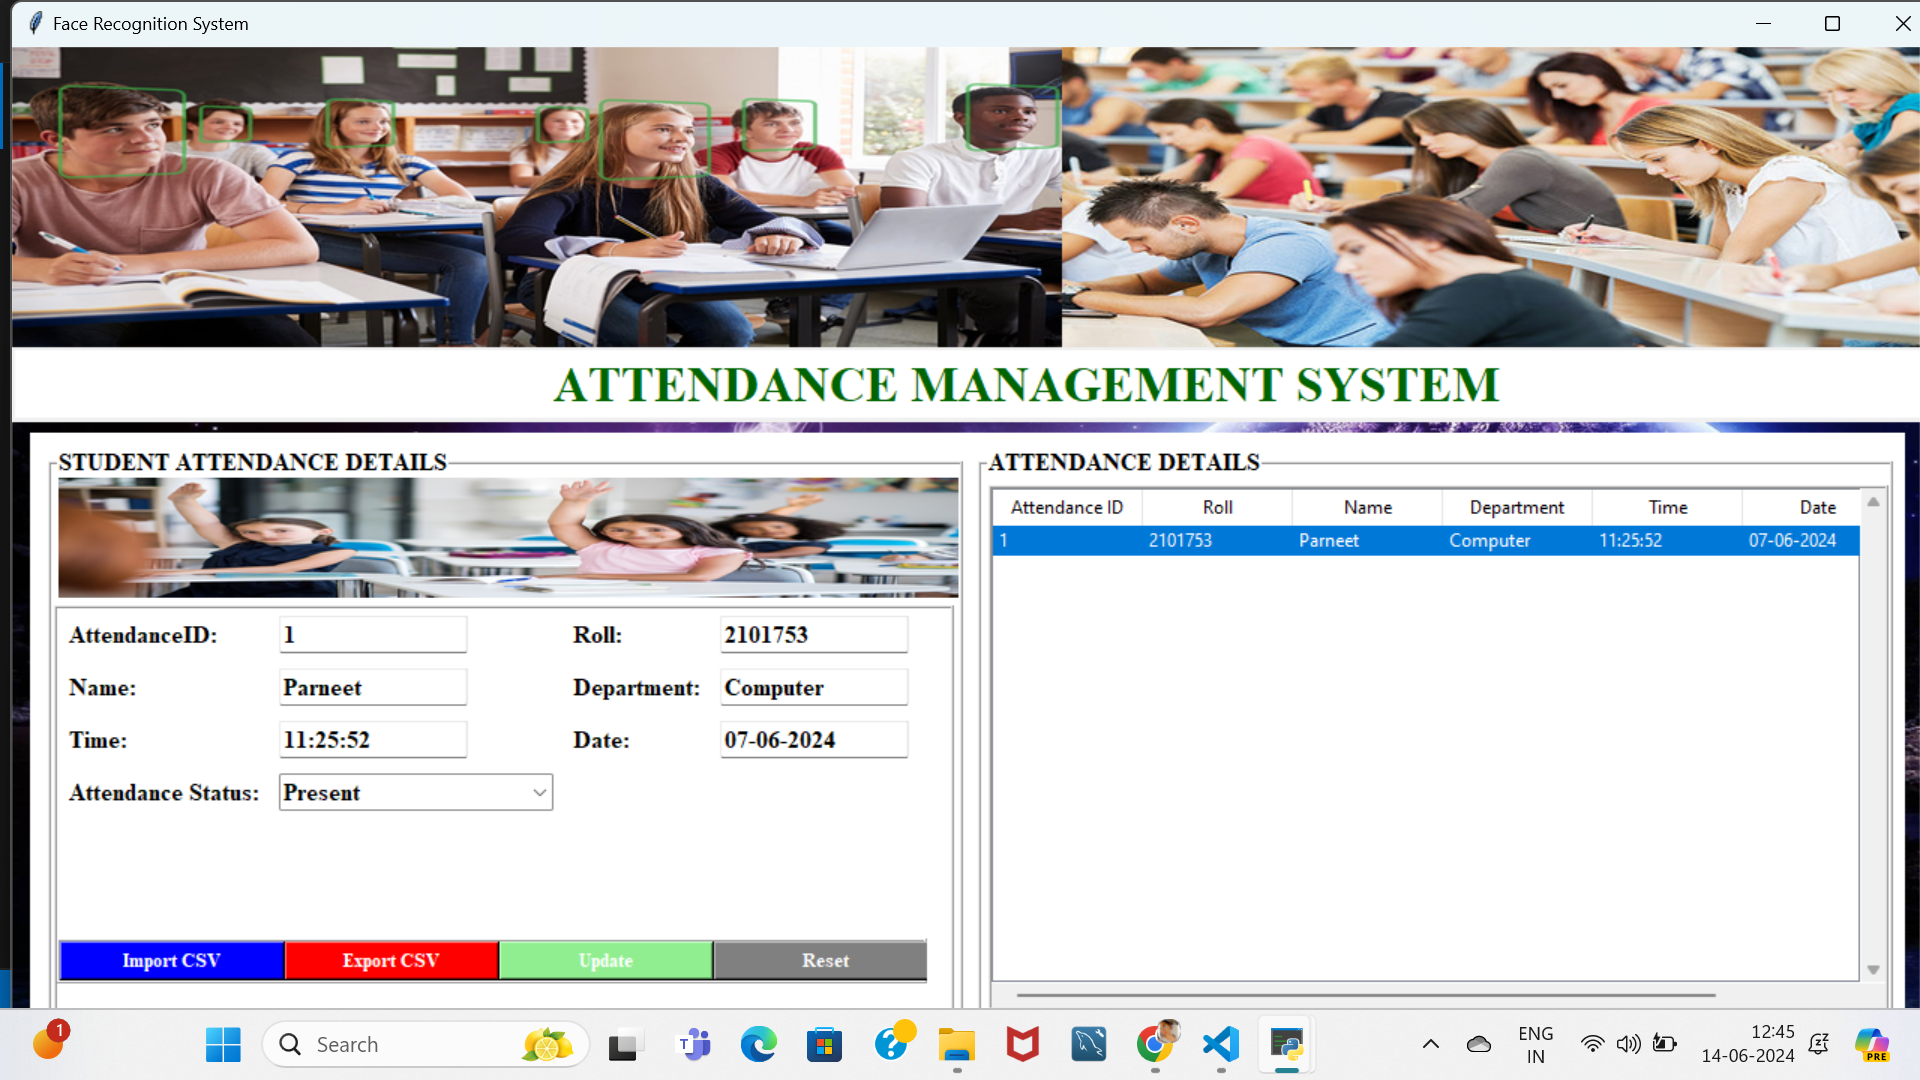 Face Recognition System
ATTENDANCE MANAGEMENT SYSTEM
STUDENT ATTENDANCE DETAILS
AttendanceID: 1 Roll: 2101753
Name: Parneet Department: Computer
Time: 11:25:52 Date: 07-06-2024
Attendance Status: Present
Import CSV Export CSV Update Reset
ATTENDANCE DETAILS
Attendance ID Roll Name Department Time Date
1 2101753 Parneet Computer 11:25:52 07-06-2024
1
Search
T
?
ENG
IN
12:45
14-06-2024
PRE